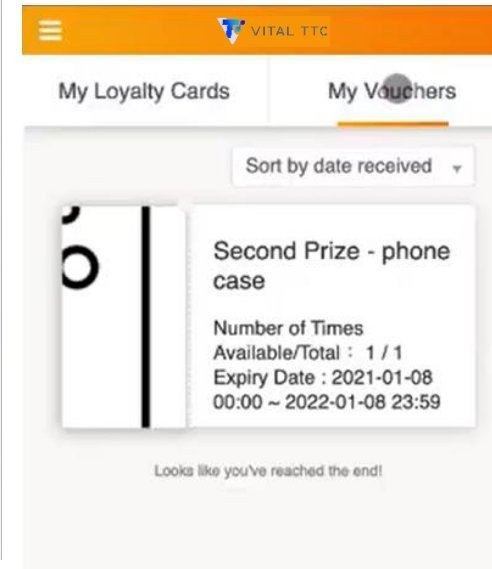 VITAL TTC
My Loyalty Cards
My Vouchers
Sort by date received
Second Prize - phone
case
Number of Times
Available/Total : 1 / 1
Expiry Date : 2021-01-08
00:00 ~ 2022-01-08 23:59
Looks like you've reached the end!